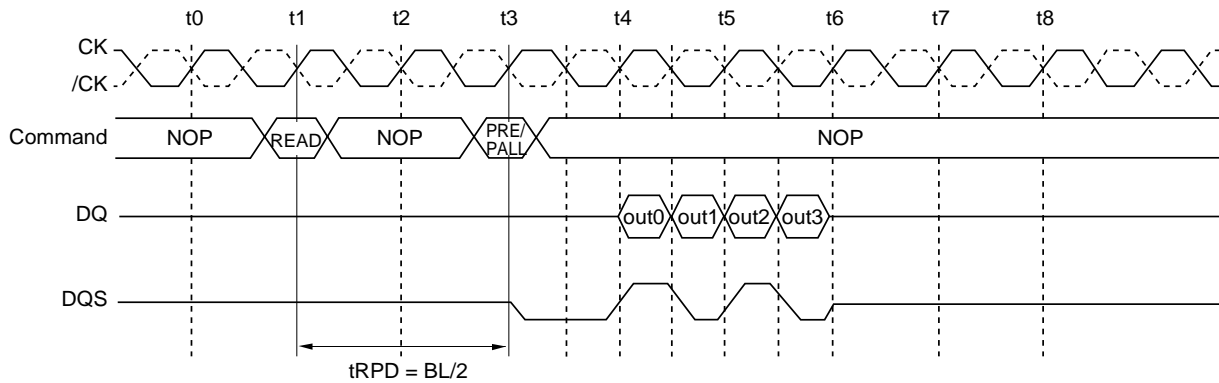 t0 t1 t2 t3 t4 t5 t6 t7 t8
CK
/CK
Command NOP READ NOP PRE/ PALL NOP
DQ out0 out1 out2 out3
DQS
tRPD = BL/2